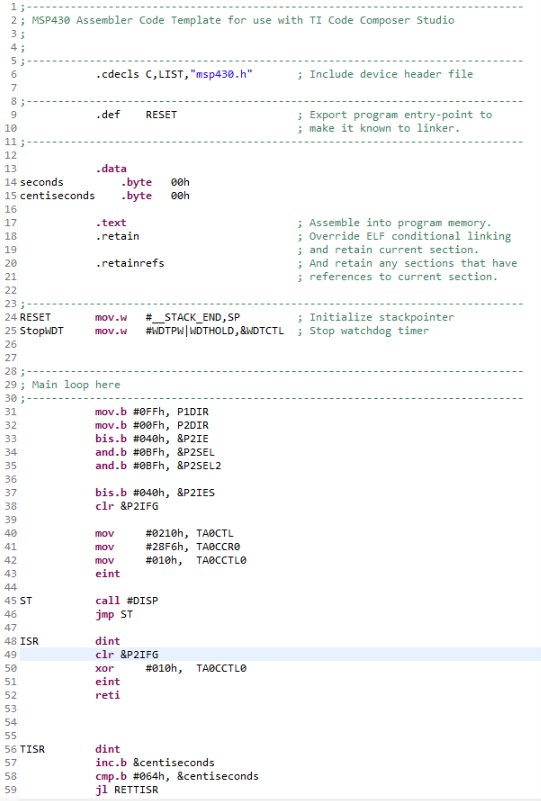 1 ;-------------------------------------------------------------------------------
2 ; MSP430 Assembler Code Template for use with TI Code Composer Studio
3 ;
4 ;
5 ;-------------------------------------------------------------------------------
6             .cdecls C,LIST,"msp430.h"       ; Include device header file
7
8 ;-------------------------------------------------------------------------------
9             .def    RESET                   ; Export program entry-point to
10                                            ; make it known to linker.
11 ;-------------------------------------------------------------------------------
12
13            .data
14 seconds        .byte   00h
15 centiseconds   .byte   00h
16
17            .text                           ; Assemble into program memory.
18            .retain                         ; Override ELF conditional linking
19                                            ; and retain current section.
20            .retainrefs                     ; And retain any sections that have
21                                            ; references to current section.
22
23 ;-------------------------------------------------------------------------------
24 RESET      mov.w   #__STACK_END,SP         ; Initialize stackpointer
25 StopWDT    mov.w   #WDTPW|WDTHOLD,&WDTCTL  ; Stop watchdog timer
26
27
28 ;-------------------------------------------------------------------------------
29 ; Main loop here
30 ;-------------------------------------------------------------------------------
31            mov.b #0FFh, P1DIR
32            mov.b #00Fh, P2DIR
33            bis.b #040h, &P2IE
34            and.b #0BFh, &P2SEL
35            and.b #0BFh, &P2SEL2
36
37            bis.b #040h, &P2IES
38            clr &P2IFG
39
40            mov     #0210h, TA0CTL
41            mov     #28F6h, TA0CCR0
42            mov     #010h,  TA0CCTL0
43            eint
44
45 ST         call #DISP
46            jmp ST
47
48 ISR        dint
49            clr &P2IFG
50            xor     #010h,  TA0CCTL0
51            eint
52            reti
53
54
55
56 TISR       dint
57            inc.b &centiseconds
58            cmp.b #064h, &centiseconds
59            jl RETTISR